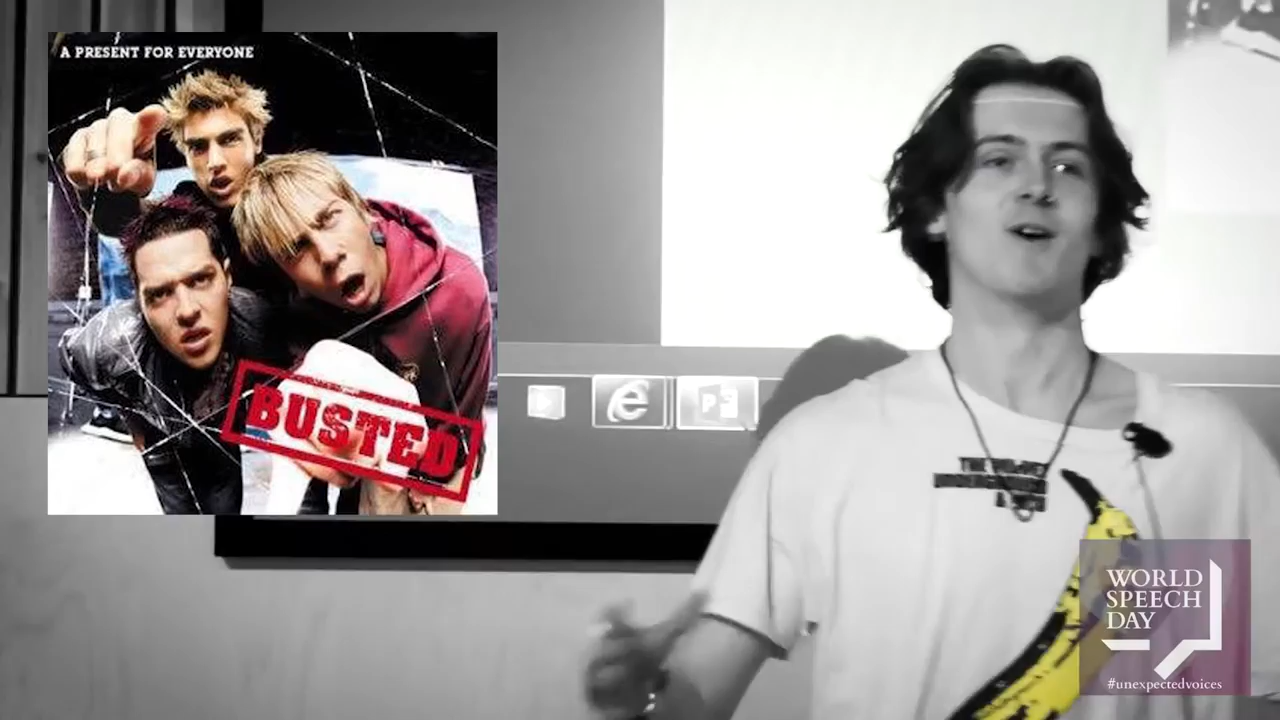 A PRESENT FOR EVERYONE
BUSTED
WORLD
SPEECH
DAY
#unexpectedvoices